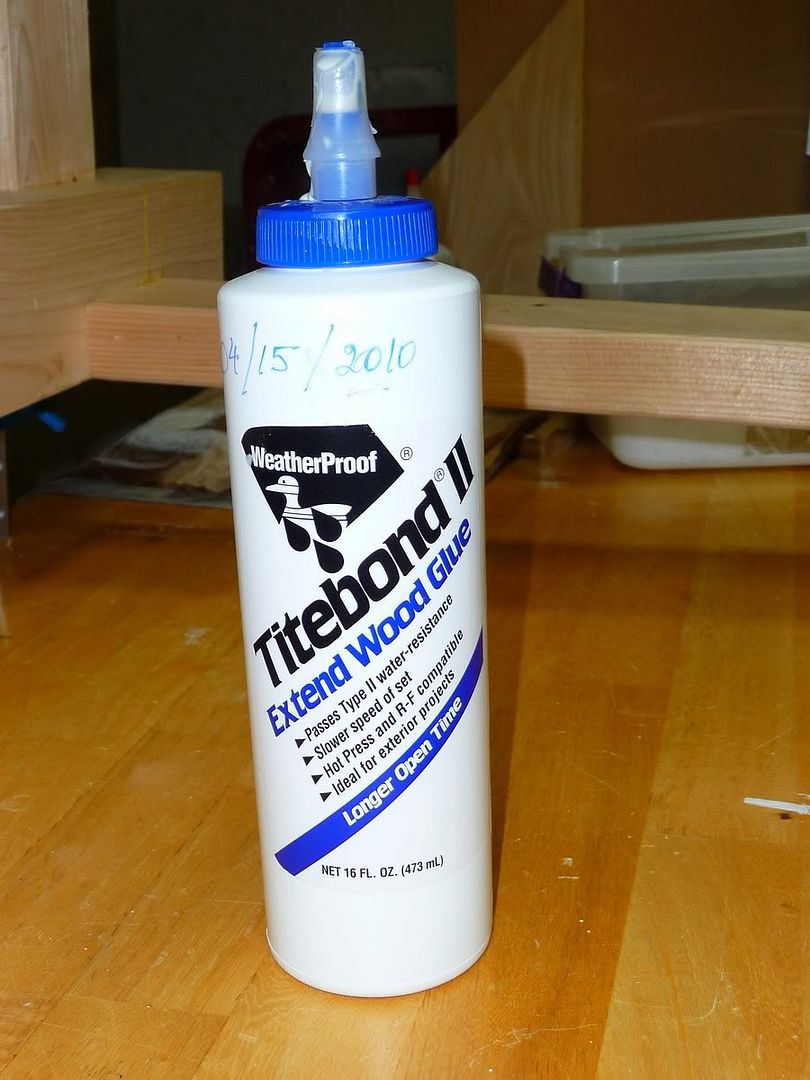 04/15/2010
WeatherProof ®
Titebond® II
Extend Wood Glue
▶Passes Type II water-resistance
▶Slower speed of set
▶Hot Press and R-F compatible
▶Ideal for exterior projects
Longer Open Time
NET 16 FL. OZ. (473 mL)